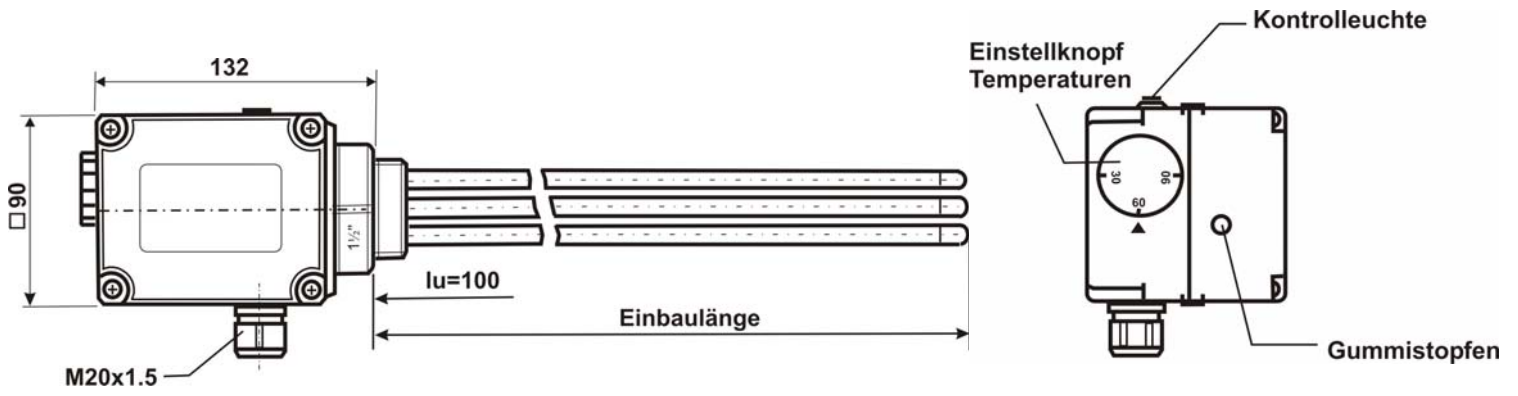 132
□90
1½"
lu=100
Einbaulänge
M20x1.5
Kontrolleuchte
Einstellknopf
Temperaturen
30
90
60
Gummistopfen